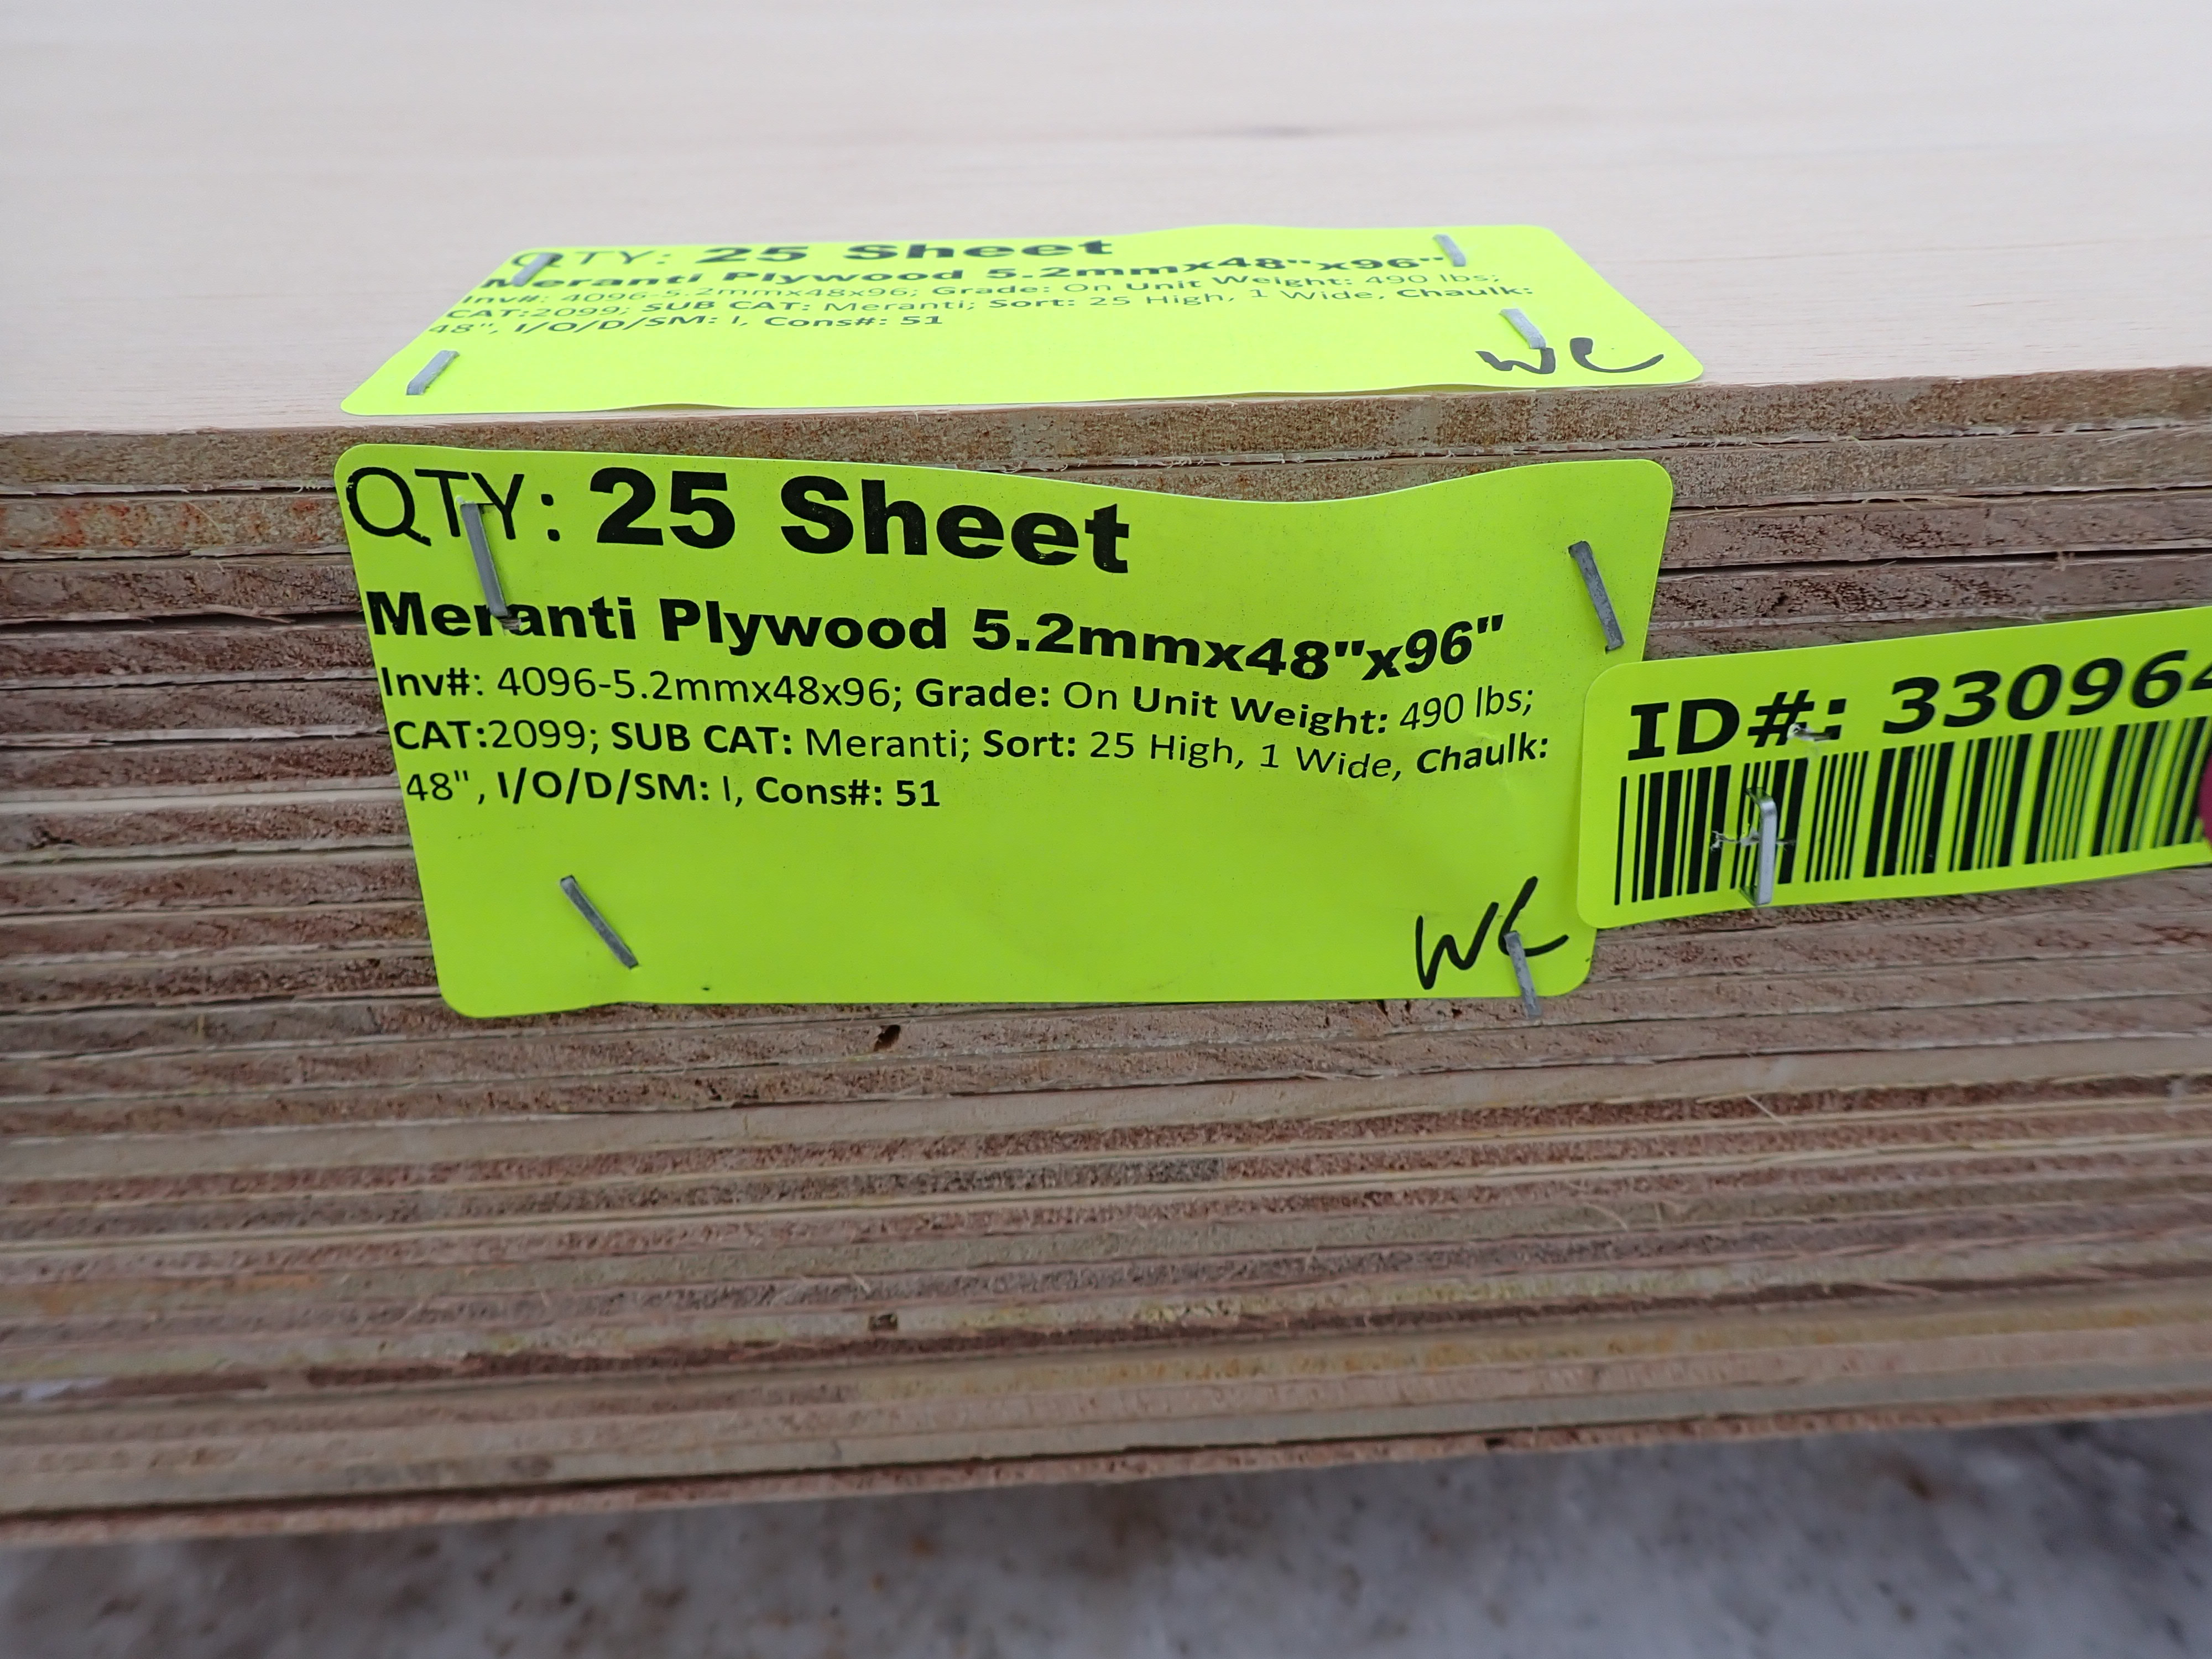 QTY: 25 Sheet
Meranti Plywood 5.2mmx48"x96"
Inv#: 4096-5.2mmx48x96; Grade: On Unit Weight: 490 lbs;
CAT:2099; SUB CAT: Meranti; Sort: 25 High, 1 Wide, Chaulk:
48", I/O/D/SM: I, Cons#: 51
WC
QTY: 25 Sheet
Meranti Plywood 5.2mmx48"x96"
Inv#: 4096-5.2mmx48x96; Grade: On Unit Weight: 490 lbs;
CAT:2099; SUB CAT: Meranti; Sort: 25 High, 1 Wide, Chaulk:
48", I/O/D/SM: I, Cons#: 51
WC
ID#: 330964